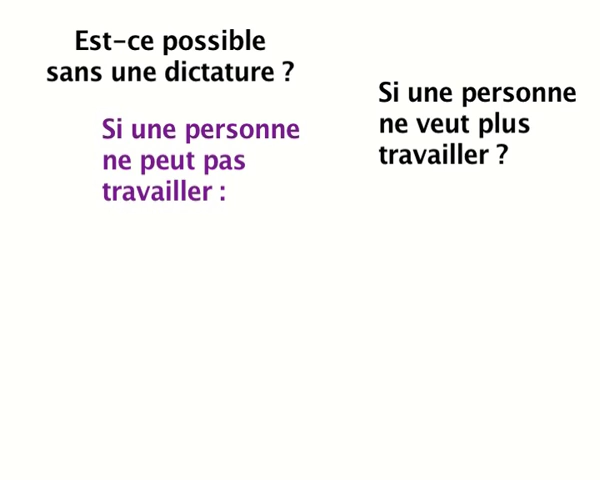 Est-ce possible
sans une dictature ?
Si une personne
ne peut pas
travailler :
Si une personne
ne veut plus
travailler ?